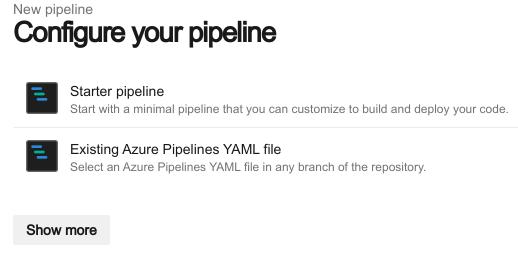 New pipeline
Configure your pipeline
Starter pipeline
Start with a minimal pipeline that you can customize to build and deploy your code.
Existing Azure Pipelines YAML file
Select an Azure Pipelines YAML file in any branch of the repository.
Show more